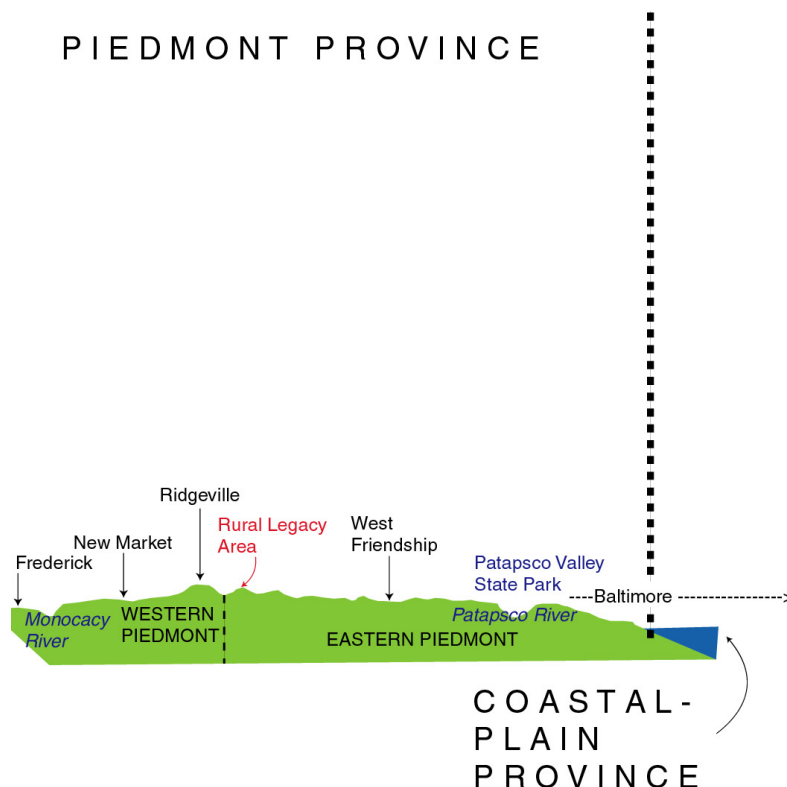 PIEDMONT PROVINCE
Ridgeville
Rural Legacy
Area
West
Friendship
New Market
Frederick
Patapsco Valley
State Park
Baltimore
Monocacy
River
WESTERN
PIEDMONT
Patapsco River
EASTERN PIEDMONT
COASTAL-
PLAIN
PROVINCE